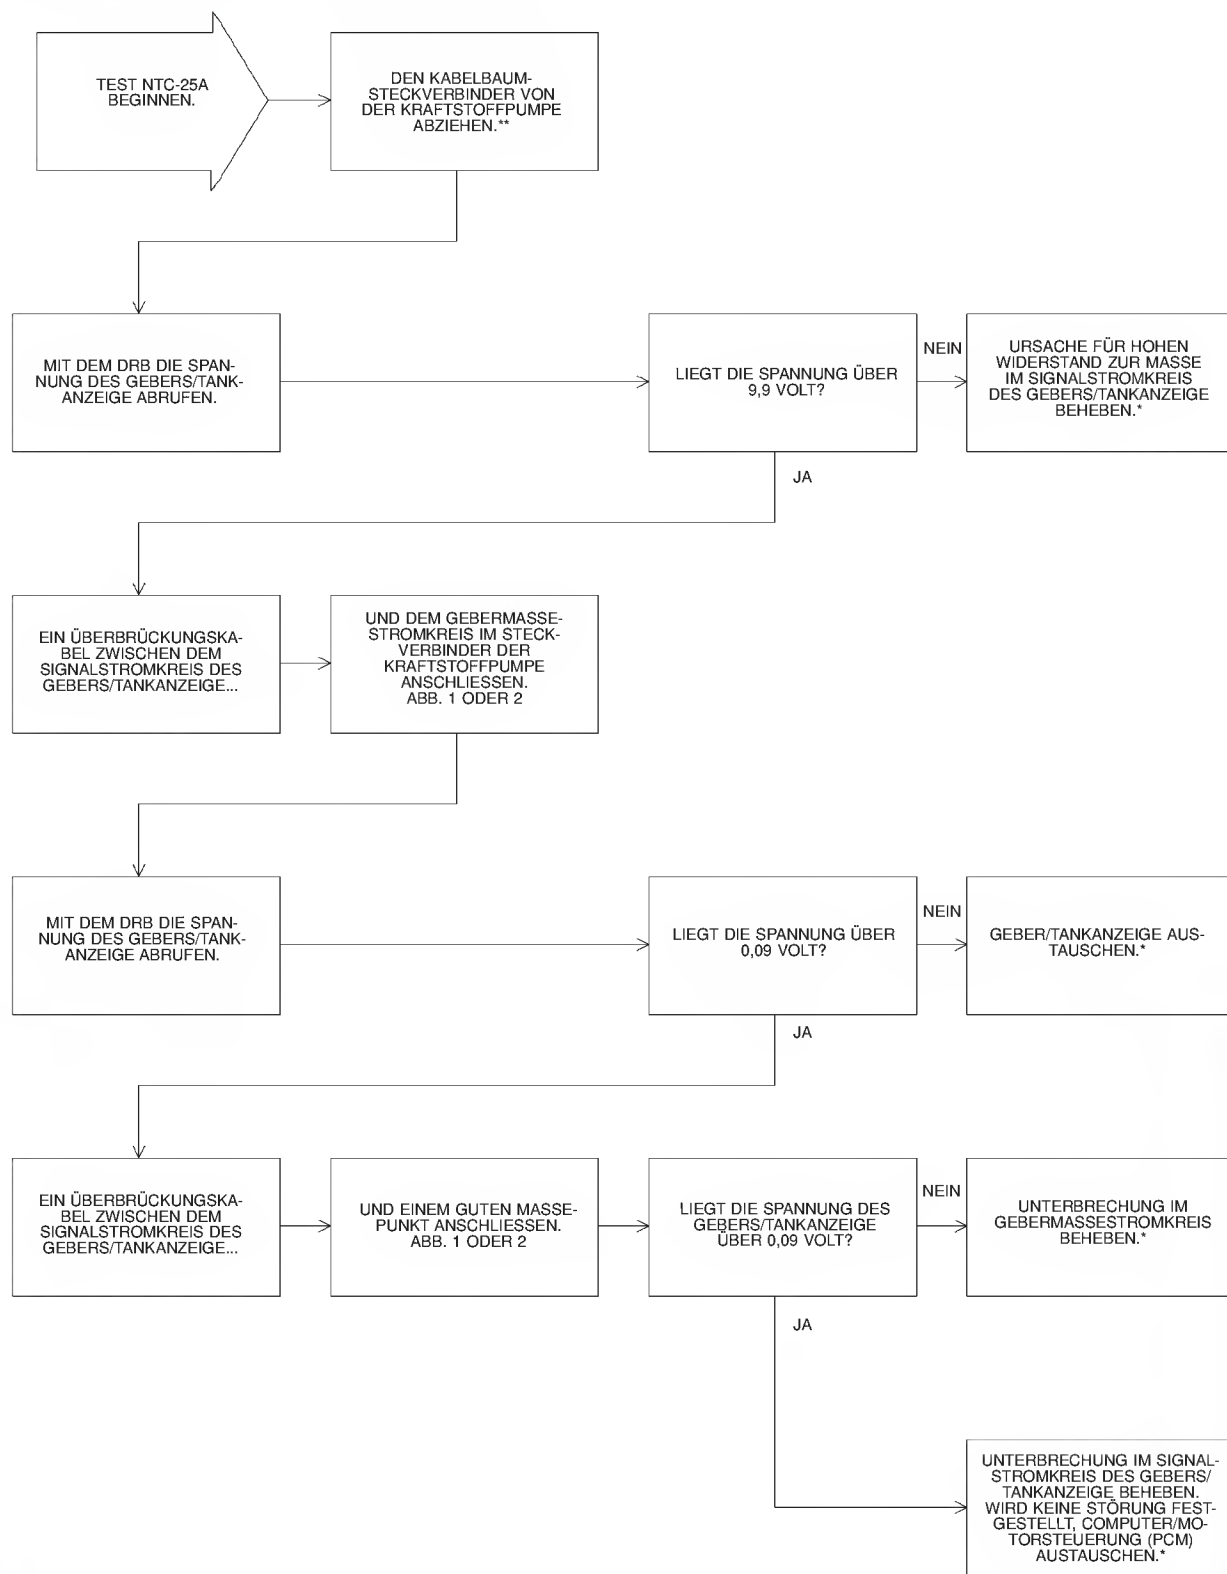 TEST NTC-25A
BEGINNEN.
DEN KABELBAUM-
STECKVERBINDER VON
DER KRAFTSTOFFPUMPE
ABZIEHEN.**
MIT DEM DRB DIE SPAN-
NUNG DES GEBERS/TANK-
ANZEIGE ABRUFEN.
LIEGT DIE SPANNUNG ÜBER
9,9 VOLT?
NEIN
URSACHE FÜR HOHEN
WIDERSTAND ZUR MASSE
IM SIGNALSTROMKREIS
DES GEBERS/TANKANZEIGE
BEHEBEN.*
JA
EIN ÜBERBRÜCKUNGSKA-
BEL ZWISCHEN DEM
SIGNALSTROMKREIS DES
GEBERS/TANKANZEIGE...
UND DEM GEBERMASSE-
STROMKREIS IM STECK-
VERBINDER DER
KRAFTSTOFFPUMPE
ANSCHLIESSEN.
ABB. 1 ODER 2
MIT DEM DRB DIE SPAN-
NUNG DES GEBERS/TANK-
ANZEIGE ABRUFEN.
LIEGT DIE SPANNUNG ÜBER
0,09 VOLT?
NEIN
GEBER/TANKANZEIGE AUS-
TAUSCHEN.*
JA
EIN ÜBERBRÜCKUNGSKA-
BEL ZWISCHEN DEM
SIGNALSTROMKREIS DES
GEBERS/TANKANZEIGE...
UND EINEM GUTEN MASSE-
PUNKT ANSCHLIESSEN.
ABB. 1 ODER 2
LIEGT DIE SPANNUNG DES
GEBERS/TANKANZEIGE
ÜBER 0,09 VOLT?
NEIN
UNTERBRECHUNG IM
GEBERMASSESTROMKREIS
BEHEBEN.*
JA
UNTERBRECHUNG IM SIGNAL-
STROMKREIS DES GEBERS/
TANKANZEIGE BEHEBEN.
WIRD KEINE STÖRUNG FEST-
GESTELLT, COMPUTER/MO-
TORSTEUERUNG (PCM)
AUSTAUSCHEN.*